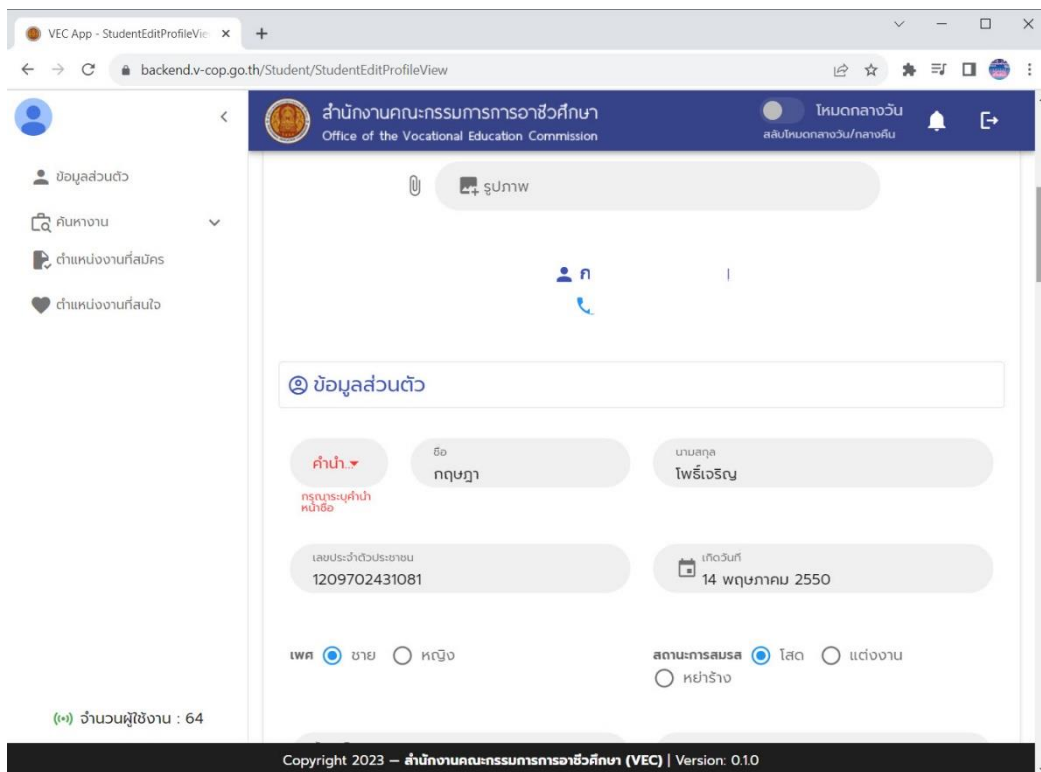 VEC App - StudentEditProfileVie
backend.v-cop.go.th/Student/StudentEditProfileView
สำนักงานคณะกรรมการการอาชีวศึกษา
Office of the Vocational Education Commission
โหมดกลางวัน
สลับโหมดกลางวัน/กลางคืน
ข้อมูลส่วนตัว
ค้นหางาน
ตำแหน่งงานที่สมัคร
ตำแหน่งงานที่สนใจ
รูปภาพ
ก
ข้อมูลส่วนตัว
คำนำ..
กรุณาระบุคำนำ
หน้าชื่อ
ชื่อ
กฤษฎา
นามสกุล
โพธิ์เจริญ
เลขประจำตัวประชาชน
1209702431081
เกิดวันที่
14 พฤษภาคม 2550
เพศ ชาย หญิง
สถานะการสมรส โสด แต่งงาน
หย่าร้าง
จำนวนผู้ใช้งาน : 64
Copyright 2023 — สำนักงานคณะกรรมการการอาชีวศึกษา (VEC) | Version: 0.1.0